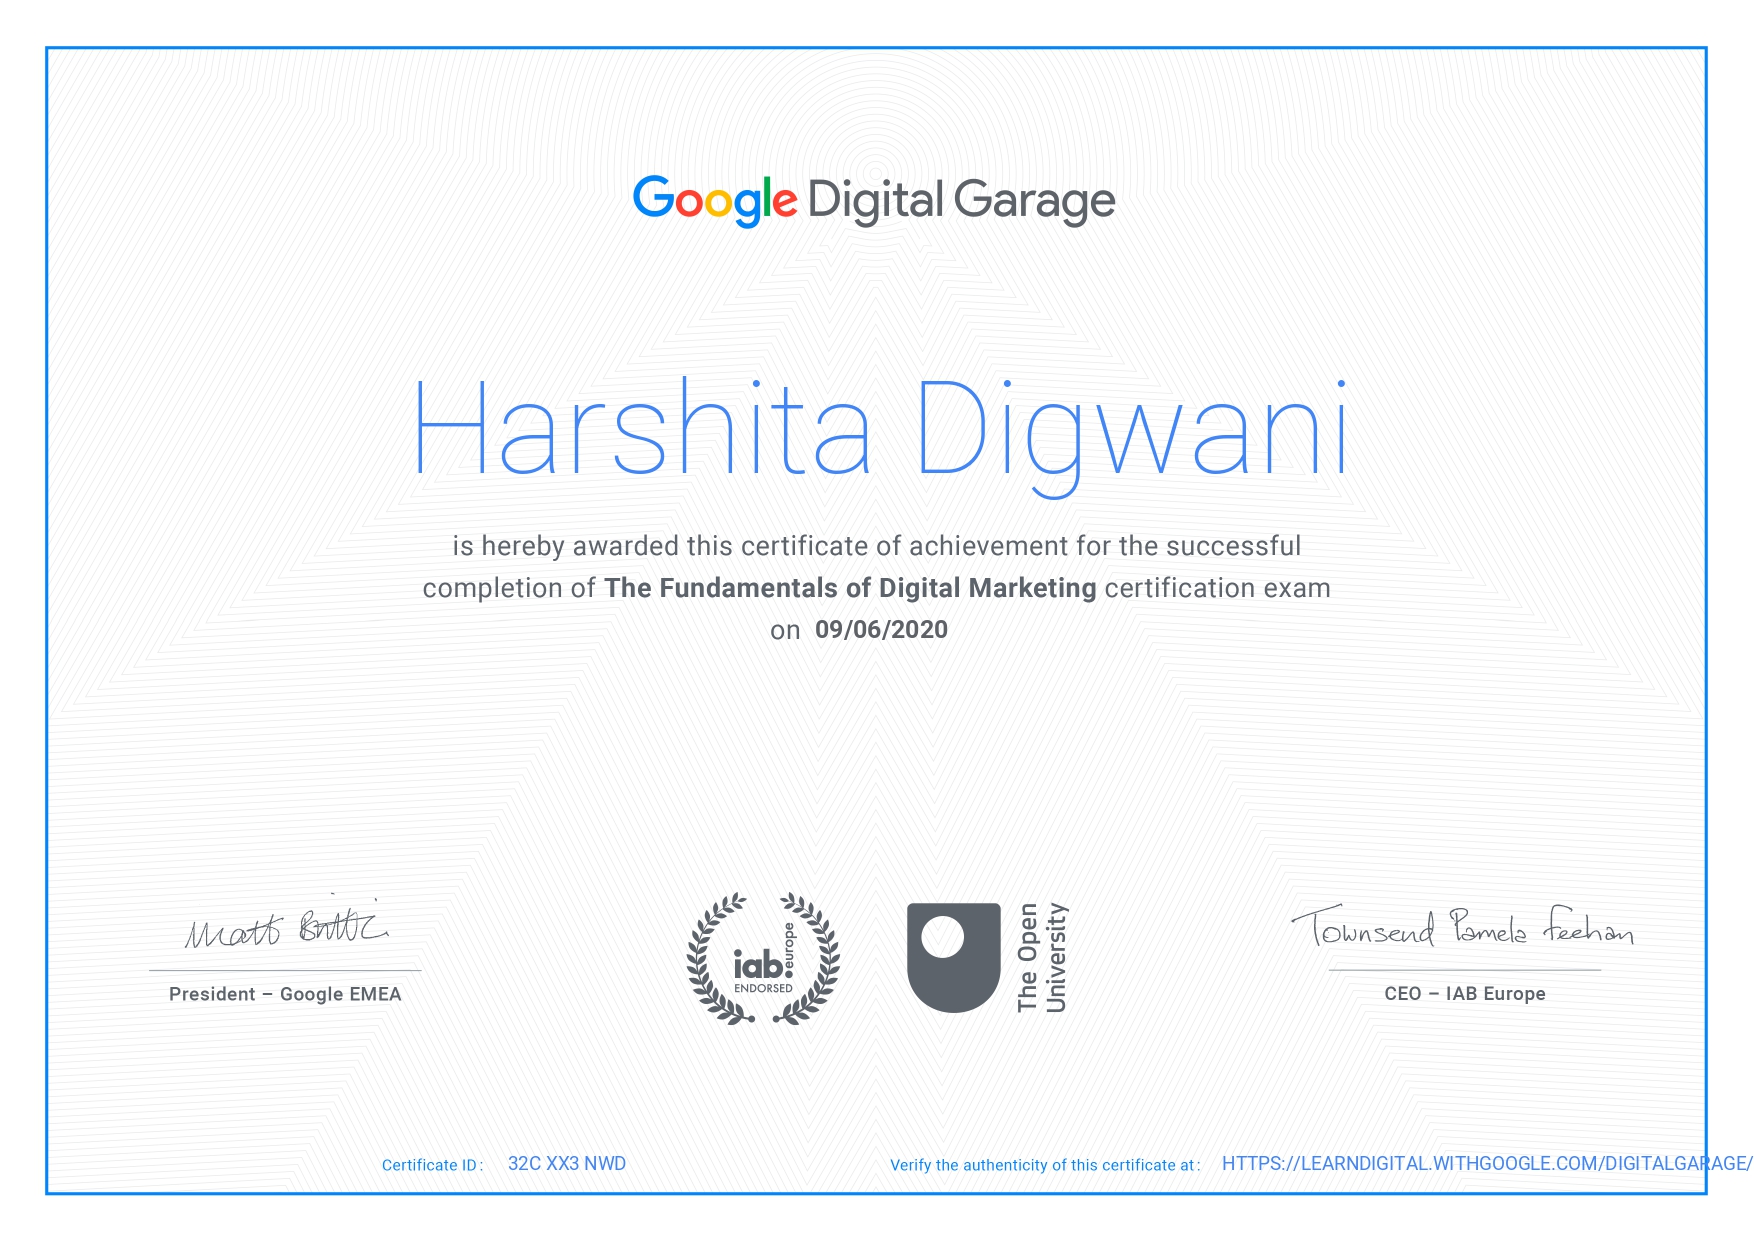 Google Digital Garage
Harshita Digwani
is hereby awarded this certificate of achievement for the successful
completion of The Fundamentals of Digital Marketing certification exam
on 09/06/2020
Matt Brittin
President – Google EMEA
iab.europe
ENDORSED
The Open
University
Townsend Pamela Feehan
CEO – IAB Europe
Certificate ID: 32C XX3 NWD
Verify the authenticity of this certificate at: HTTPS://LEARNDIGITAL.WITHGOOGLE.COM/DIGITALGARAGE/